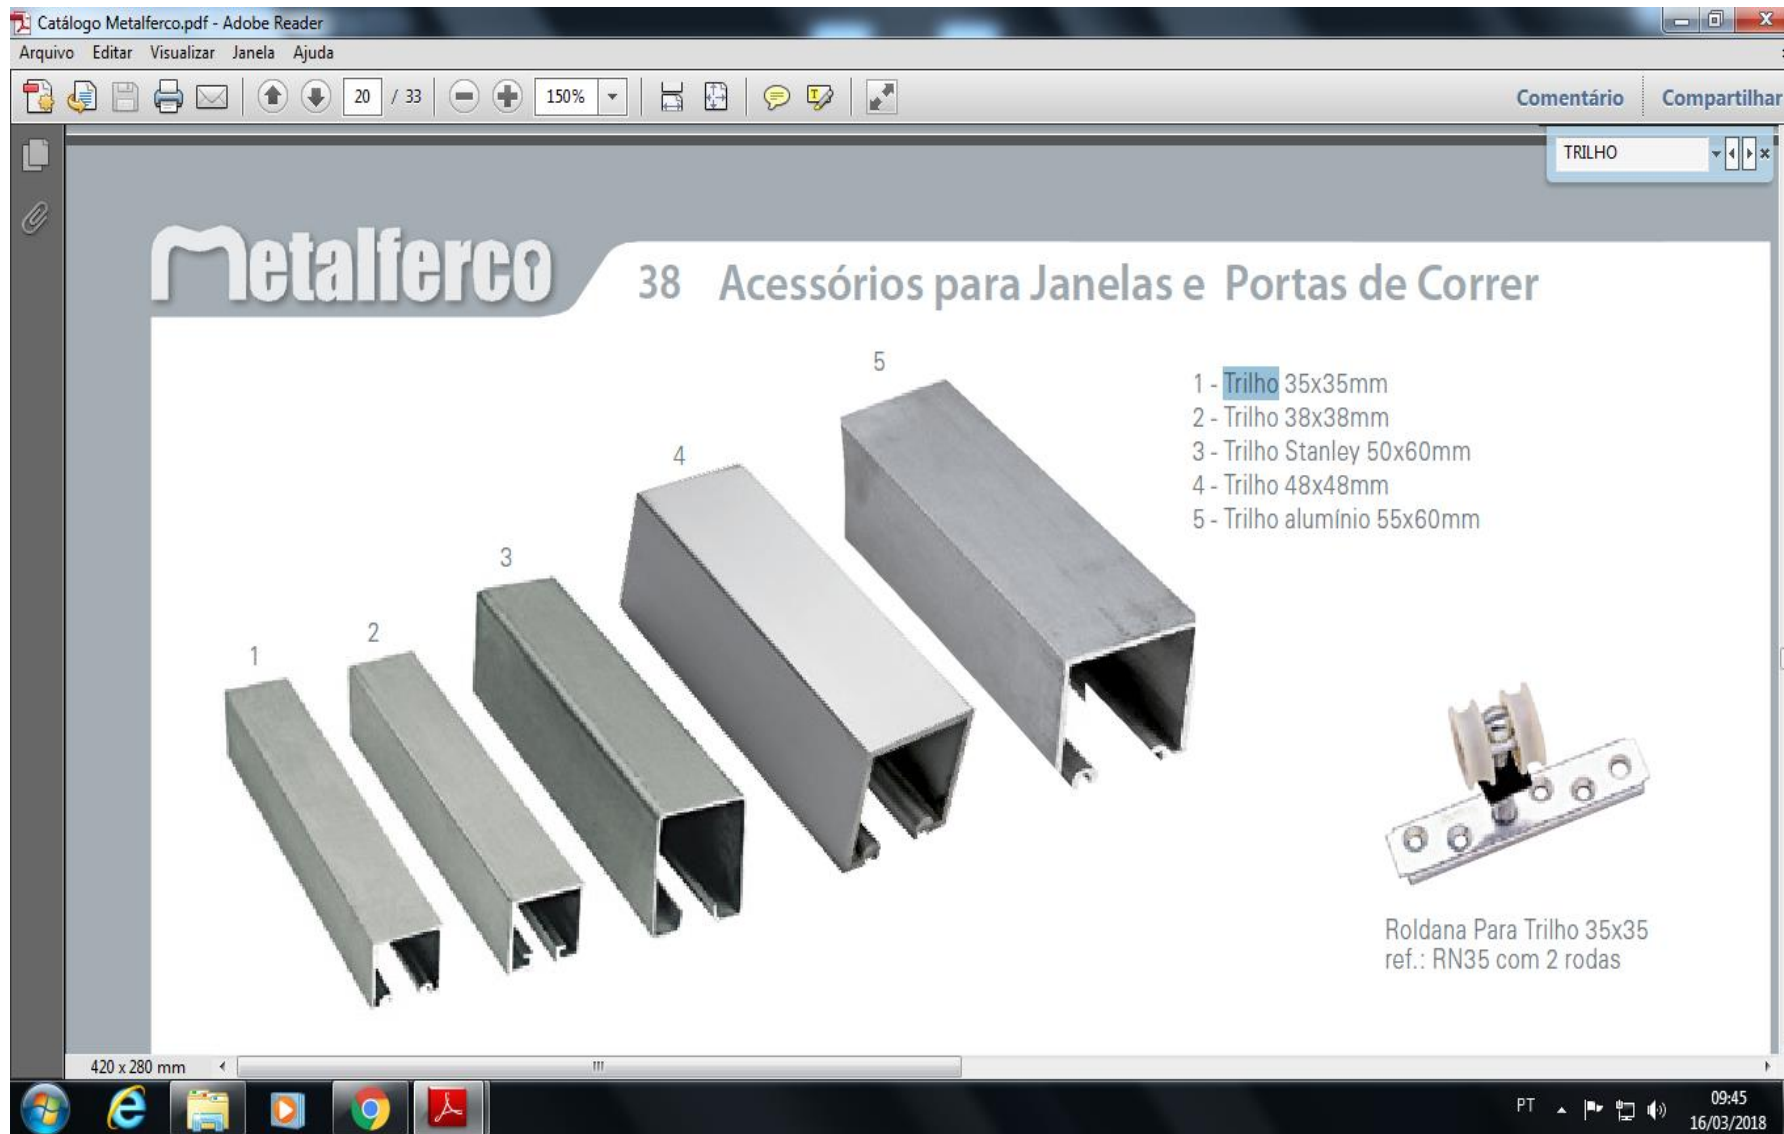 Catálogo Metalferco.pdf - Adobe Reader
Arquivo Editar Visualizar Janela Ajuda
20 / 33 150% Comentário Compartilhar
TRILHO
Metalferco 38 Acessórios para Janelas e Portas de Correr
5
1 - Trilho 35x35mm
2 - Trilho 38x38mm
3 - Trilho Stanley 50x60mm
4 - Trilho 48x48mm
5 - Trilho alumínio 55x60mm
4
3
2
1
Roldana Para Trilho 35x35
ref.: RN35 com 2 rodas
420 x 280 mm
PT 09:45
16/03/2018